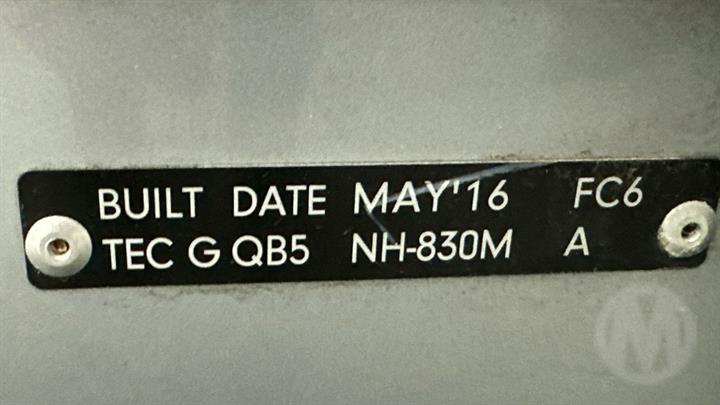 BUILT DATE MAY'16 FC6
TEC G QB5 NH-830M A
M